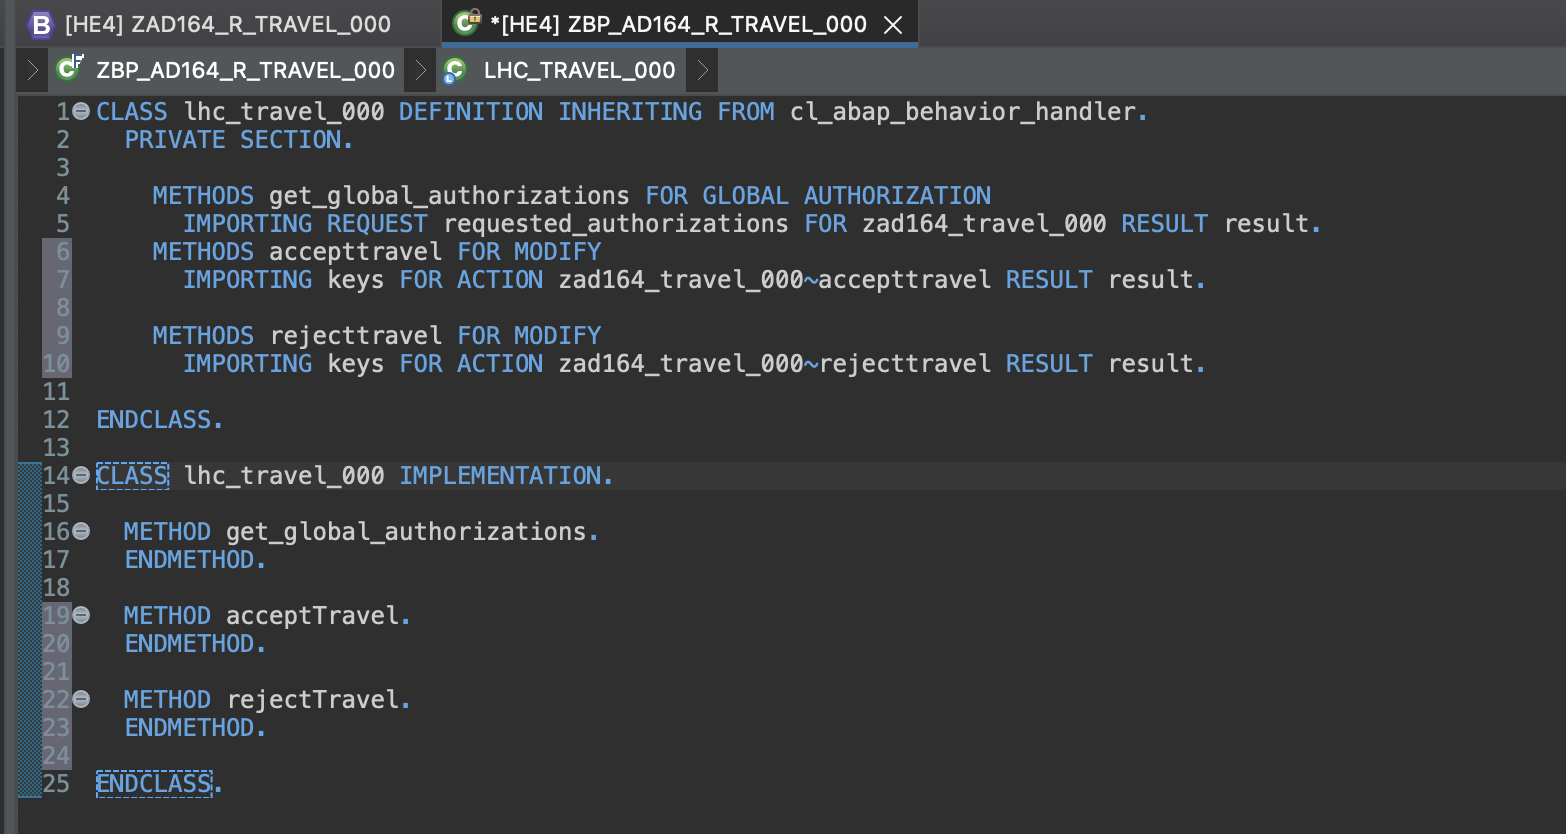 [HE4] ZAD164_R_TRAVEL_000
*[HE4] ZBP_AD164_R_TRAVEL_000
ZBP_AD164_R_TRAVEL_000
LHC_TRAVEL_000
1 CLASS lhc_travel_000 DEFINITION INHERITING FROM cl_abap_behavior_handler.
2 PRIVATE SECTION.
3
4 METHODS get_global_authorizations FOR GLOBAL AUTHORIZATION
5 IMPORTING REQUEST requested_authorizations FOR zad164_travel_000 RESULT result.
6 METHODS accepttravel FOR MODIFY
7 IMPORTING keys FOR ACTION zad164_travel_000~accepttravel RESULT result.
8
9 METHODS rejecttravel FOR MODIFY
10 IMPORTING keys FOR ACTION zad164_travel_000~rejecttravel RESULT result.
11
12 ENDCLASS.
13
14 CLASS lhc_travel_000 IMPLEMENTATION.
15
16 METHOD get_global_authorizations.
17 ENDMETHOD.
18
19 METHOD acceptTravel.
20 ENDMETHOD.
21
22 METHOD rejectTravel.
23 ENDMETHOD.
24
25 ENDCLASS.